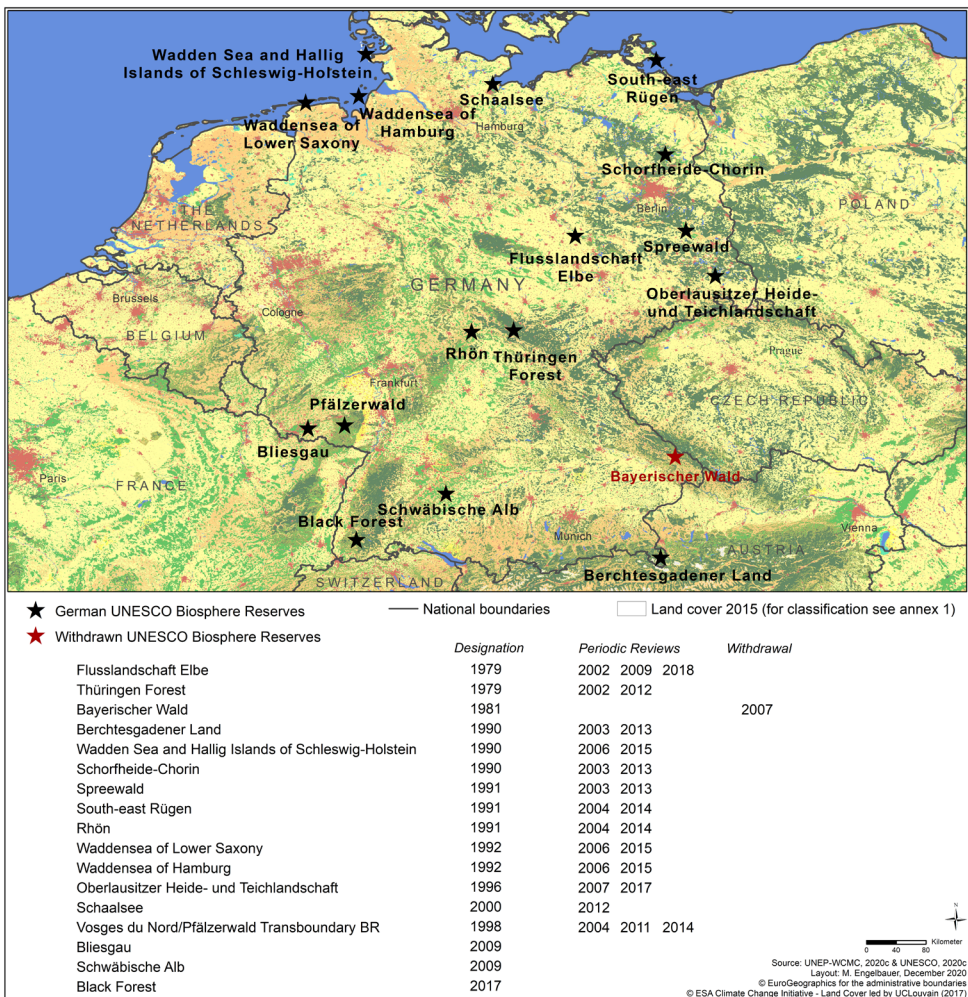 Wadden Sea and Hallig
Islands of Schleswig-Holstein
South-east
Rügen
Schaalsee
Waddensea of
Hamburg
Hamburg
Waddensea of
Lower Saxony
Schorfheide-Chorin
Berlin
POLAND
THE
NETHERLANDS
Spreewald
Flusslandschaft
Elbe
GERMANY
Oberlausitzer Heide-
und Teichlandschaft
Brussels
Cologne
BELGIUM
Rhön
Thüringen
Forest
Prague
Frankfurt
CZECH REPUBLIC
Pfälzerwald
Bliesgau
Bayerischer Wald
Paris
FRANCE
Schwäbische Alb
Black Forest
Vienna
Munich
AUSTRIA
Berchtesgadener Land
SWITZERLAND
German UNESCO Biosphere Reserves
National boundaries
Land cover 2015 (for classification see annex 1)
Withdrawn UNESCO Biosphere Reserves
Designation Periodic Reviews Withdrawal
Flusslandschaft Elbe 1979 2002 2009 2018
Thüringen Forest 1979 2002 2012
Bayerischer Wald 1981 2007
Berchtesgadener Land 1990 2003 2013
Wadden Sea and Hallig Islands of Schleswig-Holstein 1990 2006 2015
Schorfheide-Chorin 1990 2003 2013
Spreewald 1991 2003 2013
South-east Rügen 1991 2004 2014
Rhön 1991 2004 2014
Waddensea of Lower Saxony 1992 2006 2015
Waddensea of Hamburg 1992 2006 2015
Oberlausitzer Heide- und Teichlandschaft 1996 2007 2017
Schaalsee 2000 2012
Vosges du Nord/Pfälzerwald Transboundary BR 1998 2004 2011 2014
Bliesgau 2009
Schwäbische Alb 2009
Black Forest 2017
N
Kilometer
0 40 80
Source: UNEP-WCMC, 2020c & UNESCO, 2020c
Layout: M. Engelbauer, December 2020
© EuroGeographics for the administrative boundaries
© ESA Climate Change Initiative - Land Cover led by UCLouvain (2017)